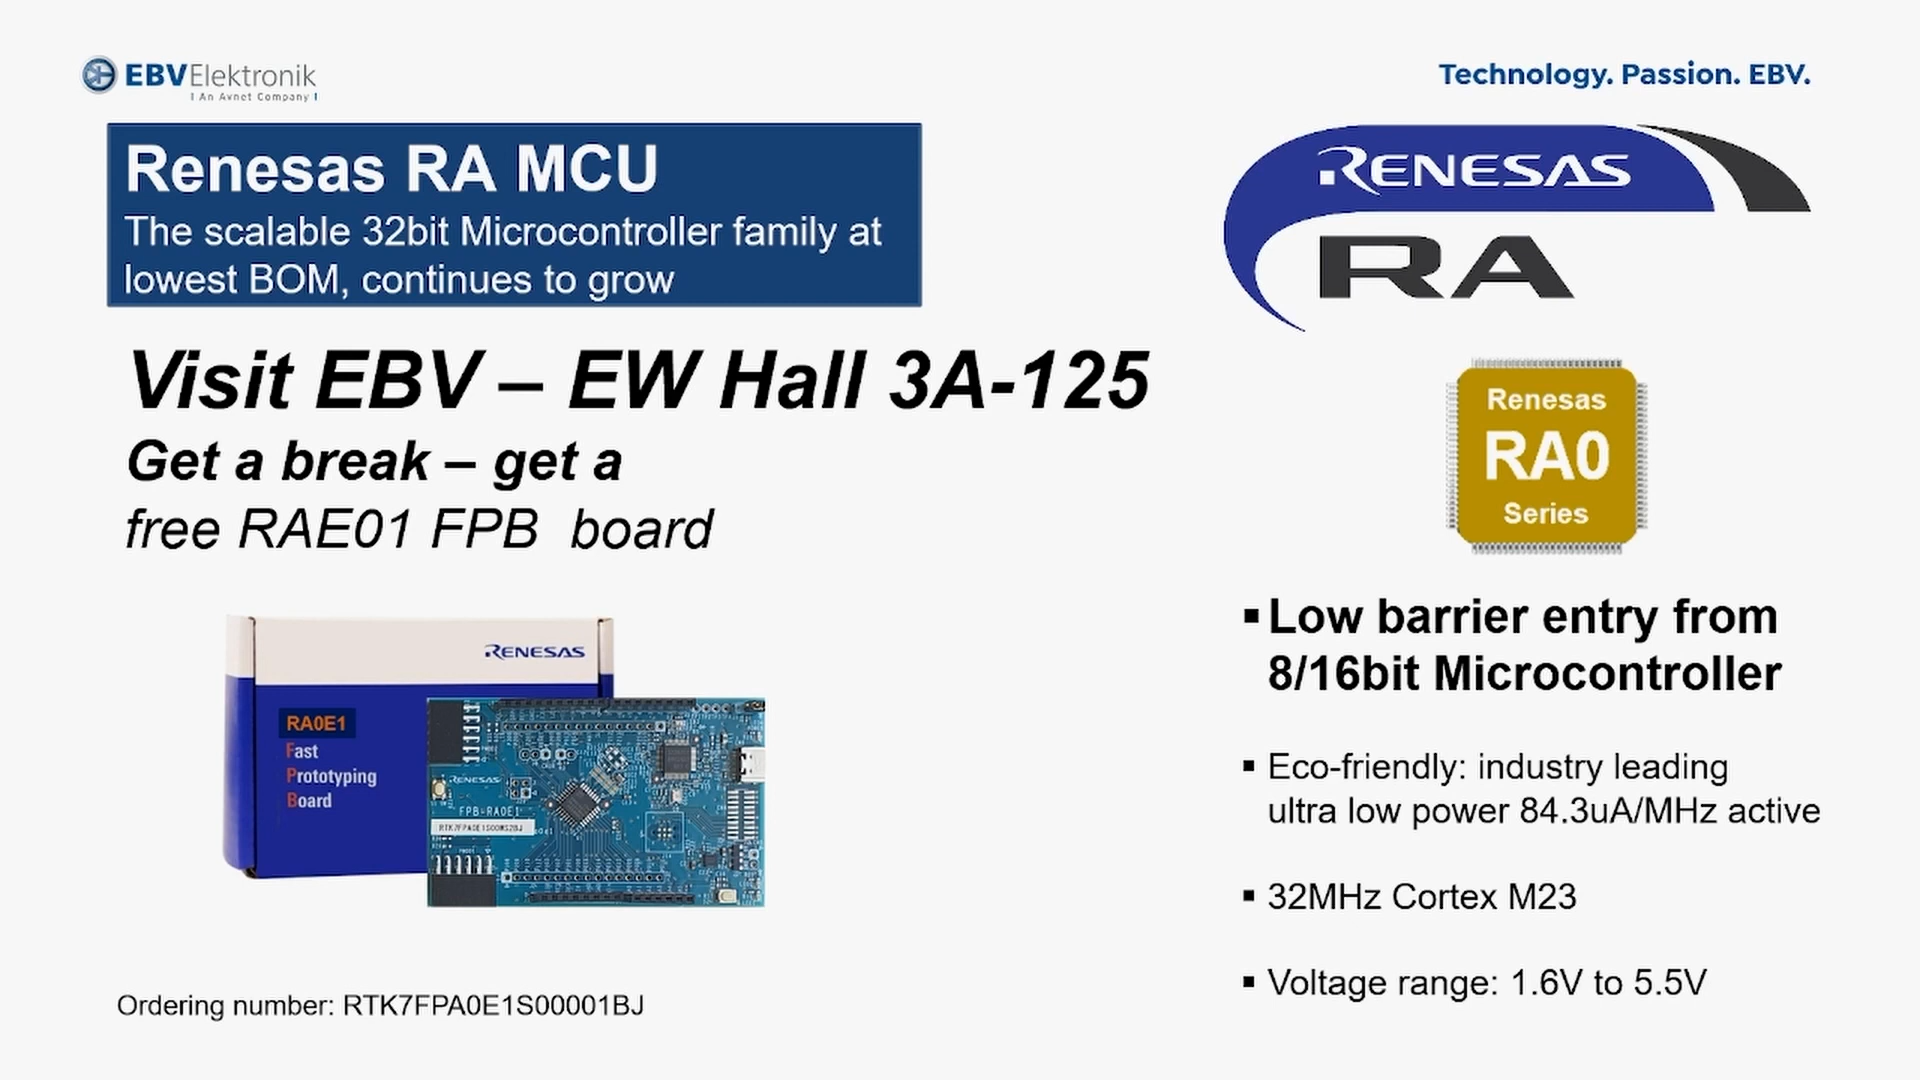 EBVElektronik
An Avnet Company
Technology. Passion. EBV.
Renesas RA MCU
The scalable 32bit Microcontroller family at
lowest BOM, continues to grow
RENESAS
RA
Visit EBV – EW Hall 3A-125
Get a break – get a
free RAE01 FPB board
Renesas
RA0
Series
RENESAS
RA0E1
Fast
Prototyping
Board
RENESAS
FPB-RA0E1
Low barrier entry from
8/16bit Microcontroller
Eco-friendly: industry leading
ultra low power 84.3uA/MHz active
32MHz Cortex M23
Voltage range: 1.6V to 5.5V
Ordering number: RTK7FPA0E1S00001BJ